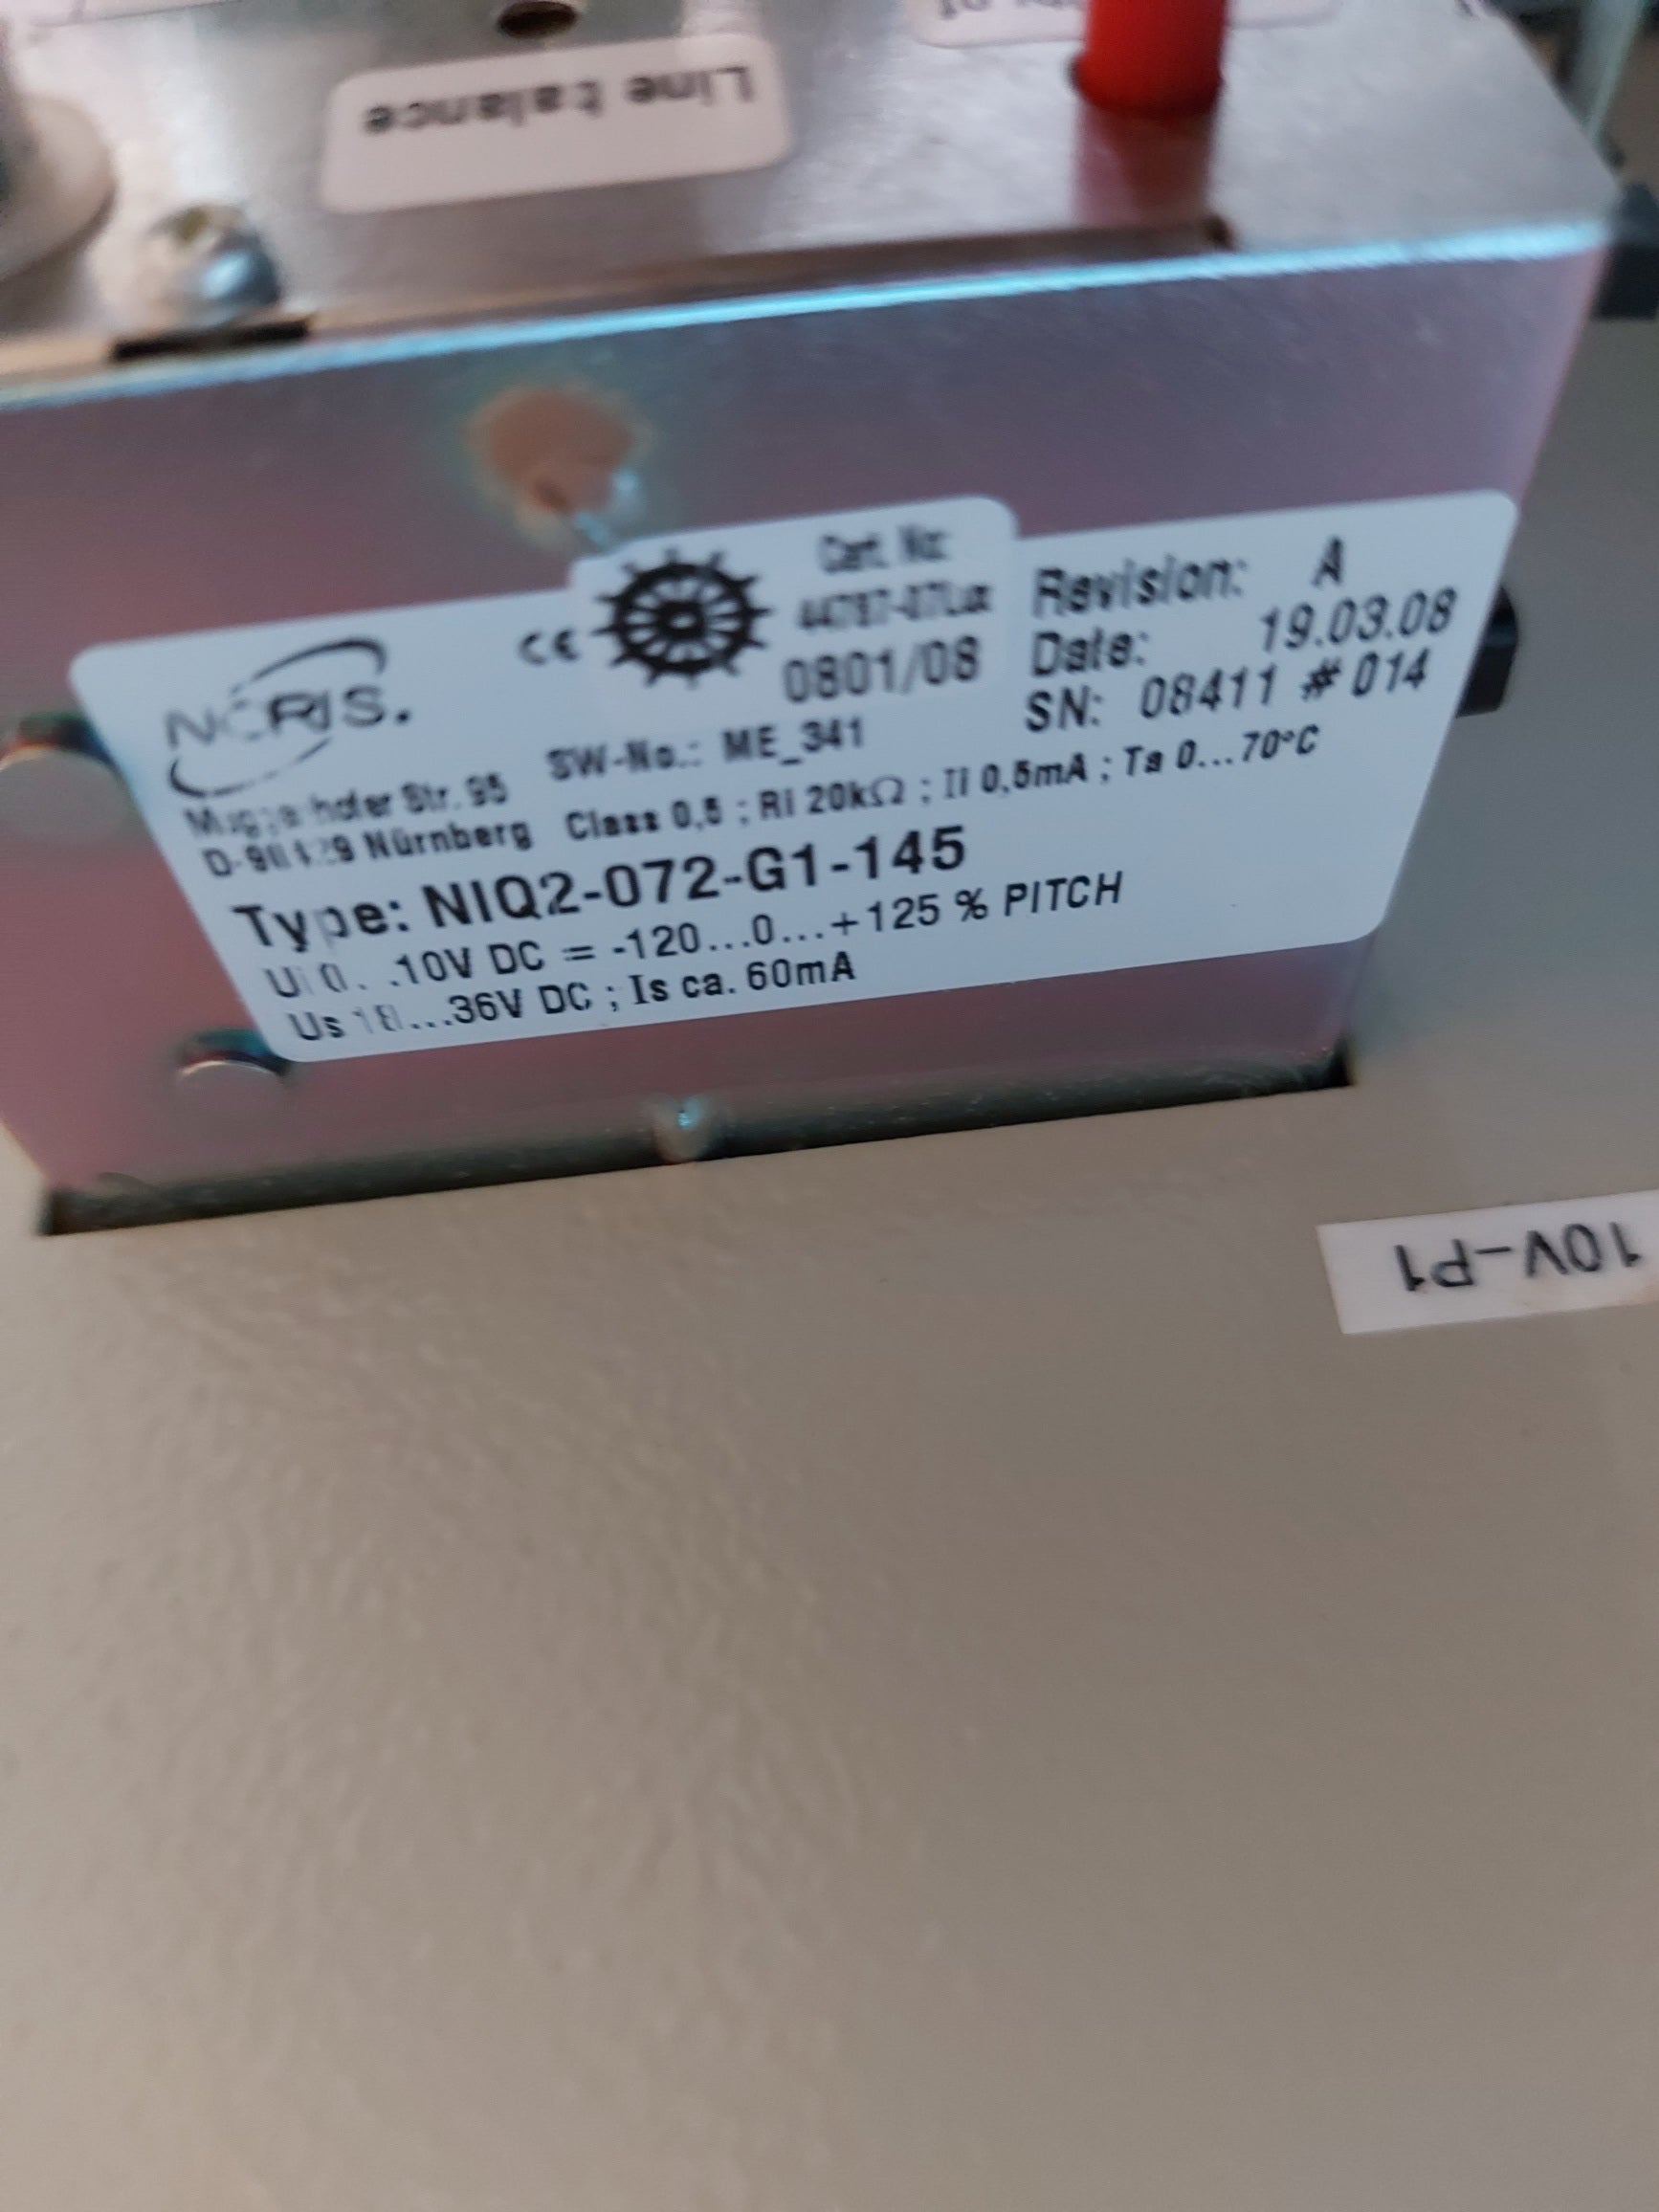 Line balance
NORIS.
CE
Cert. No:
0801/08
Revision: A
Date: 19.03.08
SN: 08411 # 014
SW-No.: ME_341
Str. 95
Nürnberg
Class 0,5 ; Ri 20kΩ ; Ii 0,5mA ; Ta 0...70°C
Type: NIQ2-072-G1-145
Ui 0...10V DC = -120...0...+125 % PITCH
Us 18...36V DC ; Is ca. 60mA
10V-P1